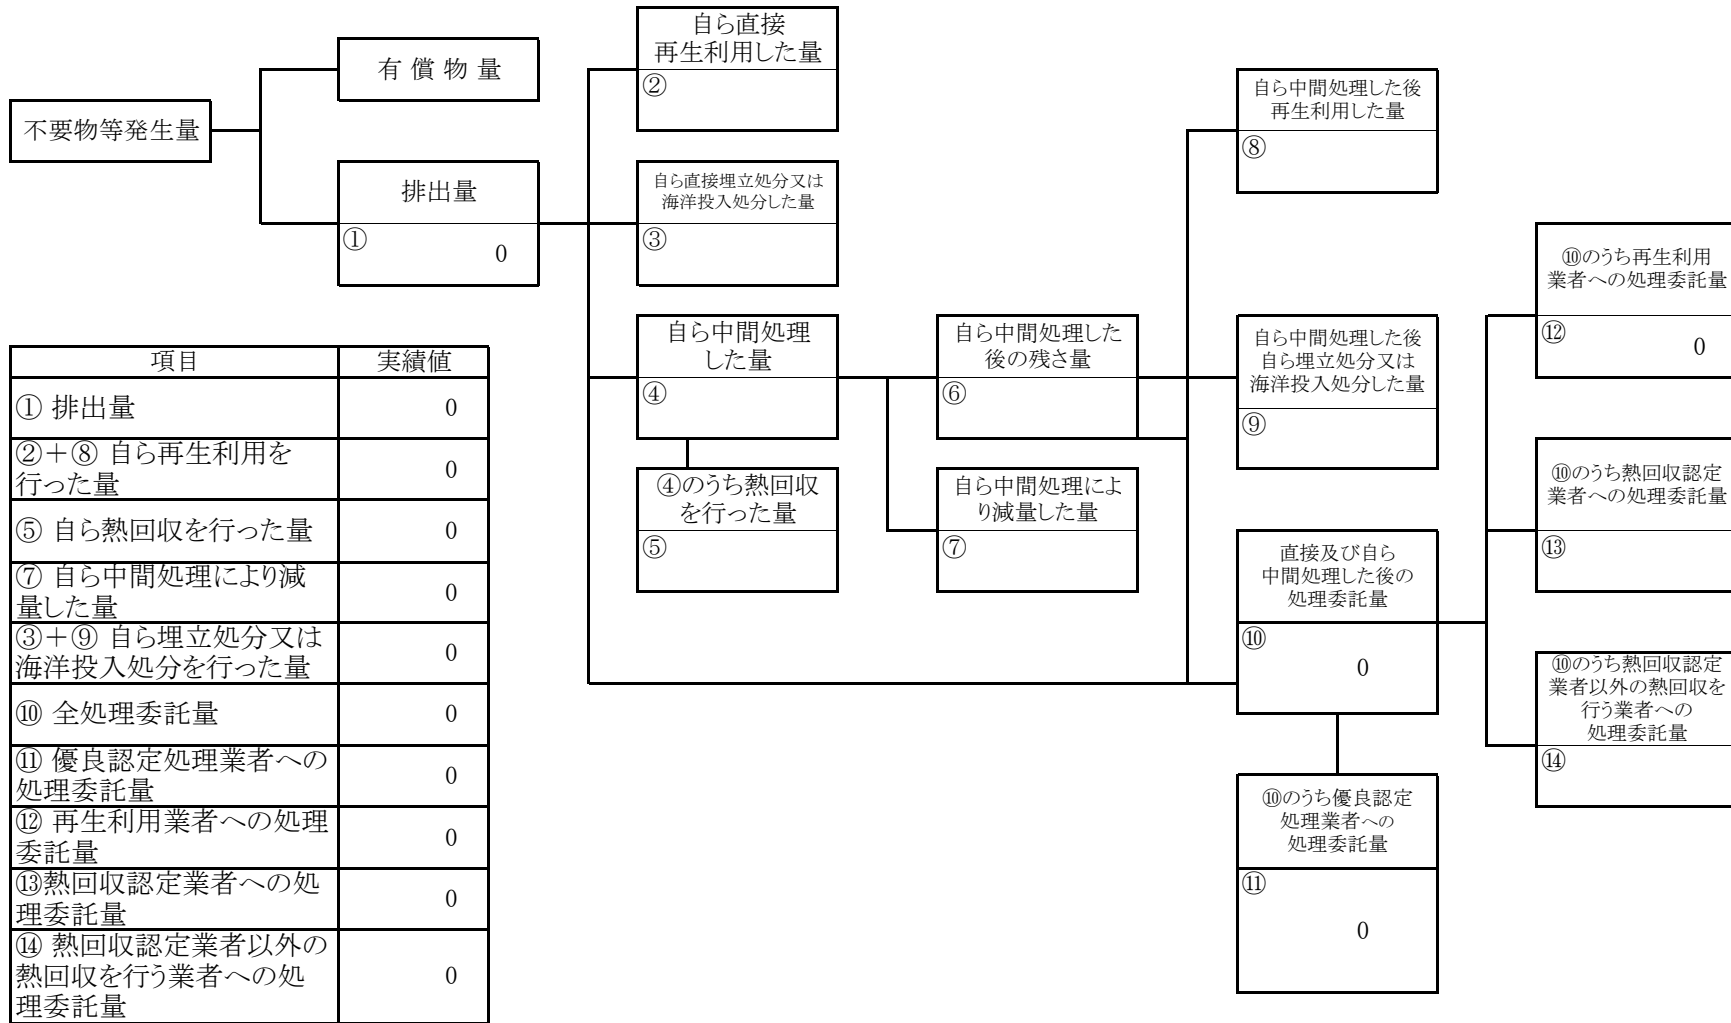 自ら直接
再生利用した量
②
有 償 物 量
不要物等発生量
排出量
①
0
自ら直接埋立処分又は
海洋投入処分した量
③
自ら中間処理した後
再生利用した量
⑧
自ら中間処理
した量
④
自ら中間処理した
後の残さ量
⑥
自ら中間処理した後
自ら埋立処分又は
海洋投入処分した量
⑨
⑩のうち再生利用
業者への処理委託量
⑫
0
④のうち熱回収
を行った量
⑤
自ら中間処理によ
り減量した量
⑦
直接及び自ら
中間処理した後の
処理委託量
⑩
0
⑩のうち熱回収認定
業者への処理委託量
⑬
⑩のうち熱回収認定
業者以外の熱回収を
行う業者への
処理委託量
⑭
⑩のうち優良認定
処理業者への
処理委託量
⑪
0
項目 実績値
① 排出量 0
②＋⑧ 自ら再生利用を
行った量 0
⑤ 自ら熱回収を行った量 0
⑦ 自ら中間処理により減
量した量 0
③＋⑨ 自ら埋立処分又は
海洋投入処分を行った量 0
⑩ 全処理委託量 0
⑪ 優良認定処理業者への
処理委託量 0
⑫ 再生利用業者への処理
委託量 0
⑬熱回収認定業者への処
理委託量 0
⑭ 熱回収認定業者以外の
熱回収を行う業者への処
理委託量 0